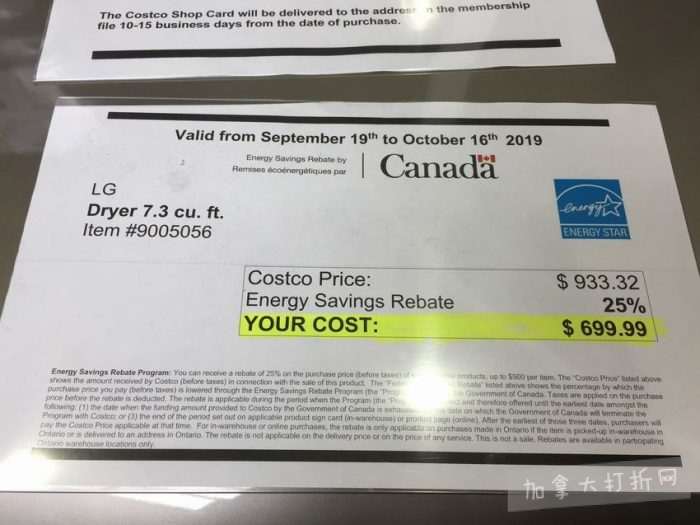 The Costco Shop Card will be delivered to the address in the membership
file 10-15 business days from the date of purchase.
Valid from September 19th to October 16th 2019
Energy Savings Rebate by
Remises écoénergétiques par
Canada
LG
Dryer 7.3 cu. ft.
Item #9005056
energy
ENERGY STAR
Costco Price: $ 933.32
Energy Savings Rebate 25%
YOUR COST: $ 699.99
Energy Savings Rebate Program: You can receive a rebate of 25% on the purchase price (before taxes) of products, up to $500 per item. The "Costco Price" listed above
shows the amount received by Costco (before taxes) in connection with the sale of this product. The "Federal Rebate" listed above shows the percentage by which the
purchase price you pay (before taxes) is lowered through the Energy Savings Rebate Program (the "Program") the Government of Canada. Taxes are applied on the purchase
price before the rebate is deducted. The rebate is applicable during the period when the Program (the and therefore offered until the earliest date amongst the
following: (1) the date when the funding amount provided to Costco by the Government of Canada is exhausted date on which the Government of Canada will terminate the
Program with Costco; or (3) the end of the period set out on applicable product sign card (in-warehouse) or product page (online). After the earliest of those three dates, purchasers will
pay the Costco Price applicable at that time. For in-warehouse or online purchases, the rebate is only applicable on purchases made in Ontario if the item is picked-up in-warehouse in
Ontario or is delivered to an address in Ontario. The rebate is not applicable on the delivery price or on the price of any service. This is not a sale. Rebates are available in participating
Ontario warehouse locations only.
加拿大打折网